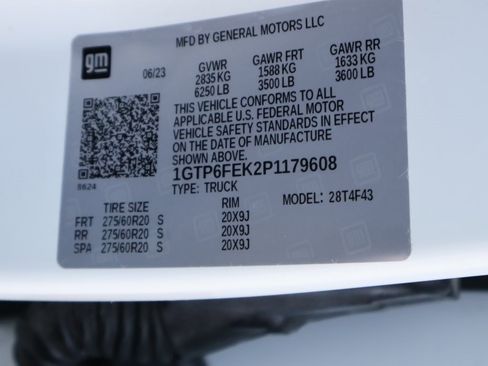 MFD BY GENERAL MOTORS LLC
gm
06/23
GVWR GAWR FRT GAWR RR
2835 KG 1588 KG 1633 KG
6250 LB 3500 LB 3600 LB
THIS VEHICLE CONFORMS TO ALL
APPLICABLE U.S. FEDERAL MOTOR
VEHICLE SAFETY STANDARDS IN EFFECT
ON THE DATE OF MANUFACTURE
SHOWN ABOVE.
8624
1GTP6FEK2P1179608
TYPE: TRUCK MODEL: 28T4F43
TIRE SIZE RIM
FRT 275/60R20 S 20X9J
RR 275/60R20 S 20X9J
SPA 275/60R20 S 20X9J